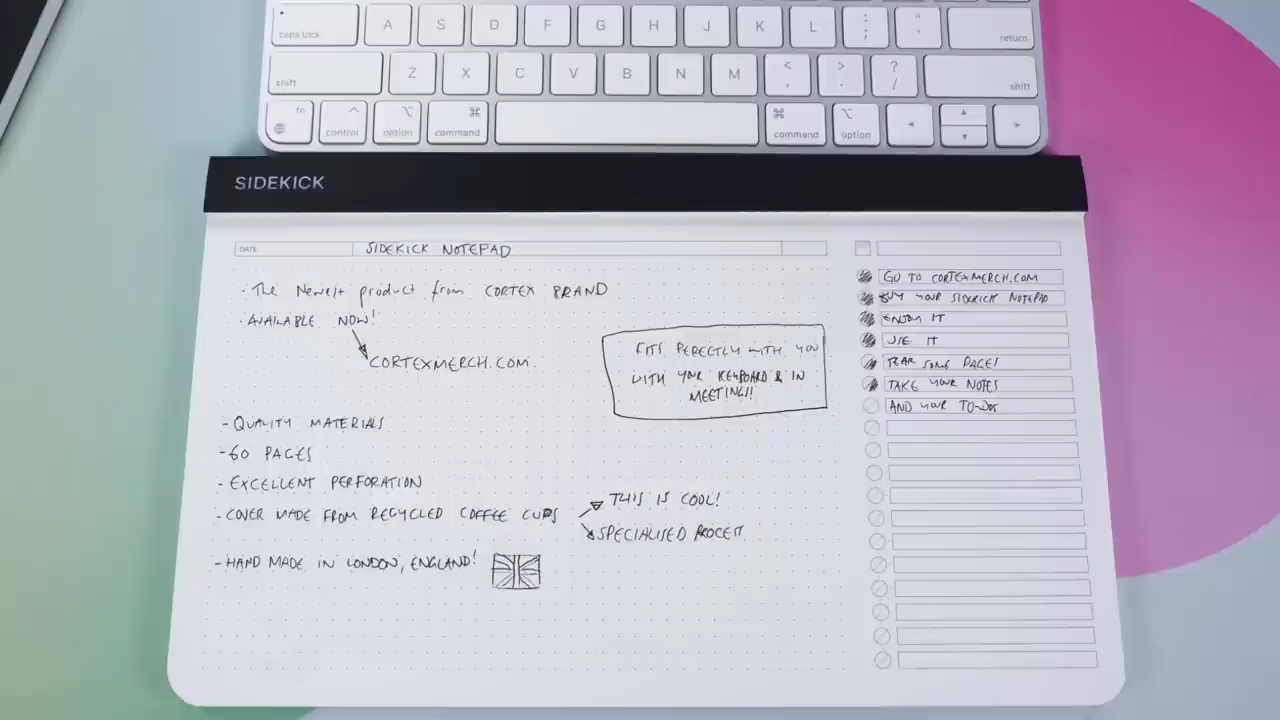 caps lock A S D F G H J K L : ; " ' return
shift Z X C V B N M < , > . ? / shift
fn control option command command option
SIDEKICK
DATE SIDEKICK NOTEPAD
· The Newest product from CORTEX BRAND
· AVAILABLE NOW!
CORTEXMERCH.COM.
FITS PERECTLY WITH YOU
WITH YOUR KEYBOARD & IN
MEETINGS!!
- QUALITY MATERIALS
- 60 PAGES
- EXCELLENT PERFORATION
- COVER MADE FROM RECYCLED COFFEE CUPS
THIS IS COOL!
SPECIALISED PROCESS
- HAND MADE IN LONDON, ENGLAND!
GO TO CORTEXMERCH.COM
BUY YOUR SIDEKICK NOTEPAD
ENJOY IT
USE IT
TEAR SOME PAGES
TAKE YOUR NOTES
AND YOUR TO-DOS